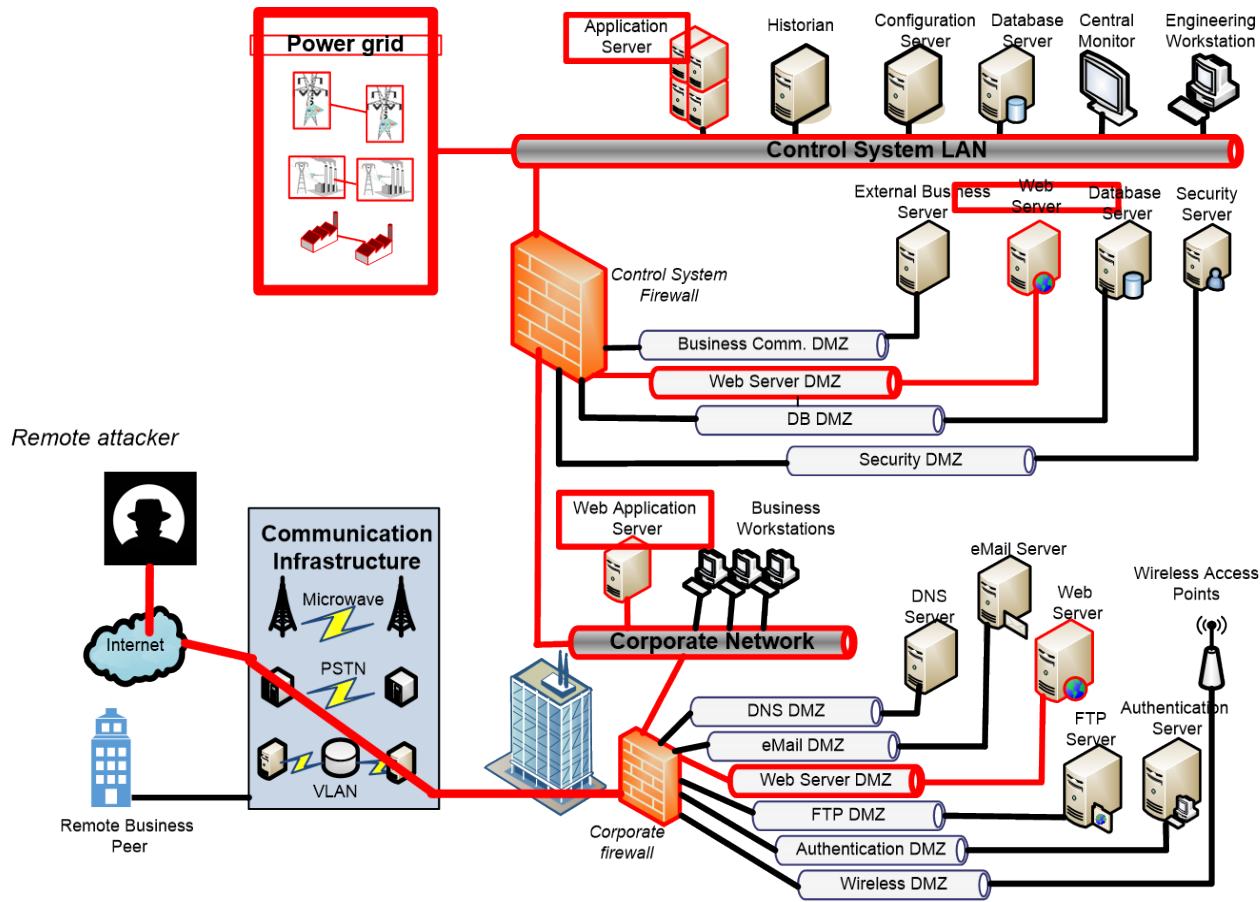 Power grid
Application
Server
Historian
Configuration
Server
Database
Server
Central
Monitor
Engineering
Workstation
Control System LAN
External Business
Server
Web
Server
Database
Server
Security
Server
Control System
Firewall
Business Comm. DMZ
Web Server DMZ
DB DMZ
Security DMZ
Remote attacker
Internet
Communication
Infrastructure
Microwave
PSTN
VLAN
Remote Business
Peer
Web Application
Server
Business
Workstations
Corporate Network
eMail Server
DNS
Server
Web
Server
Wireless Access
Points
FTP
Server
Authentication
Server
DNS DMZ
eMail DMZ
Web Server DMZ
FTP DMZ
Authentication DMZ
Wireless DMZ
Corporate
firewall